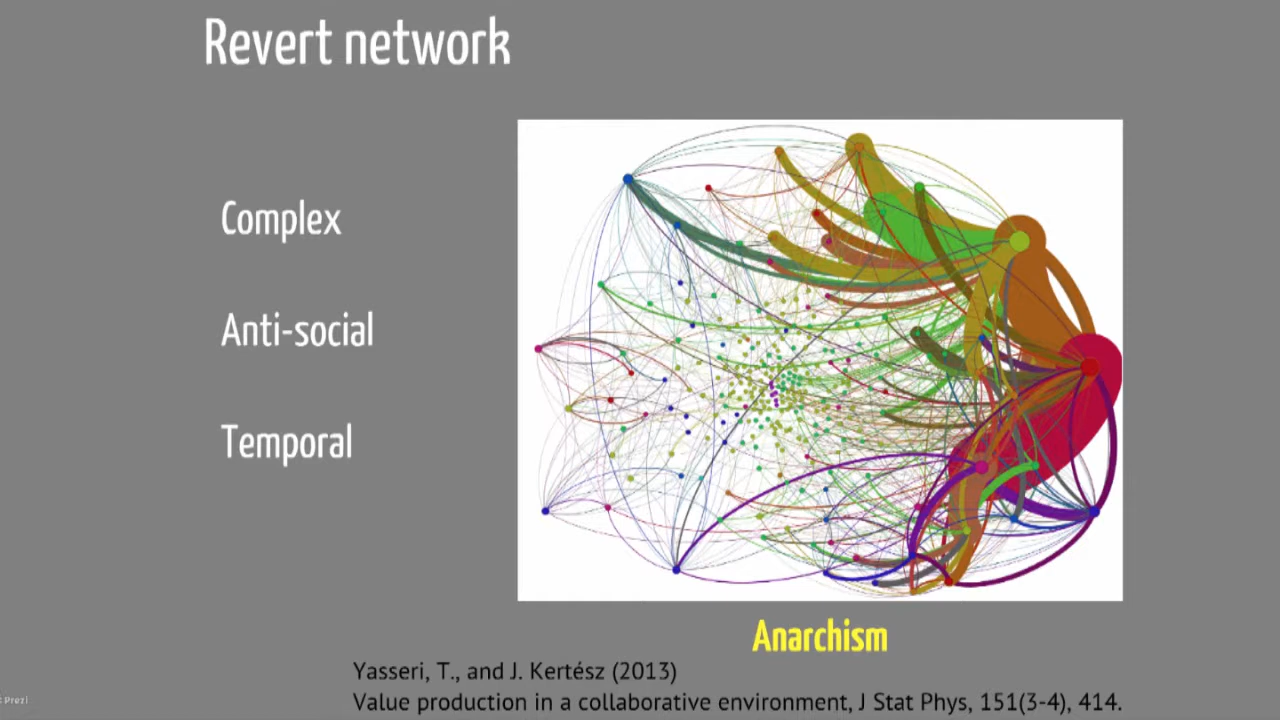 Revert network
Complex
Anti-social
Temporal
Anarchism
Yasseri, T., and J. Kertész (2013)
Value production in a collaborative environment, J Stat Phys, 151(3-4), 414.
Prezi